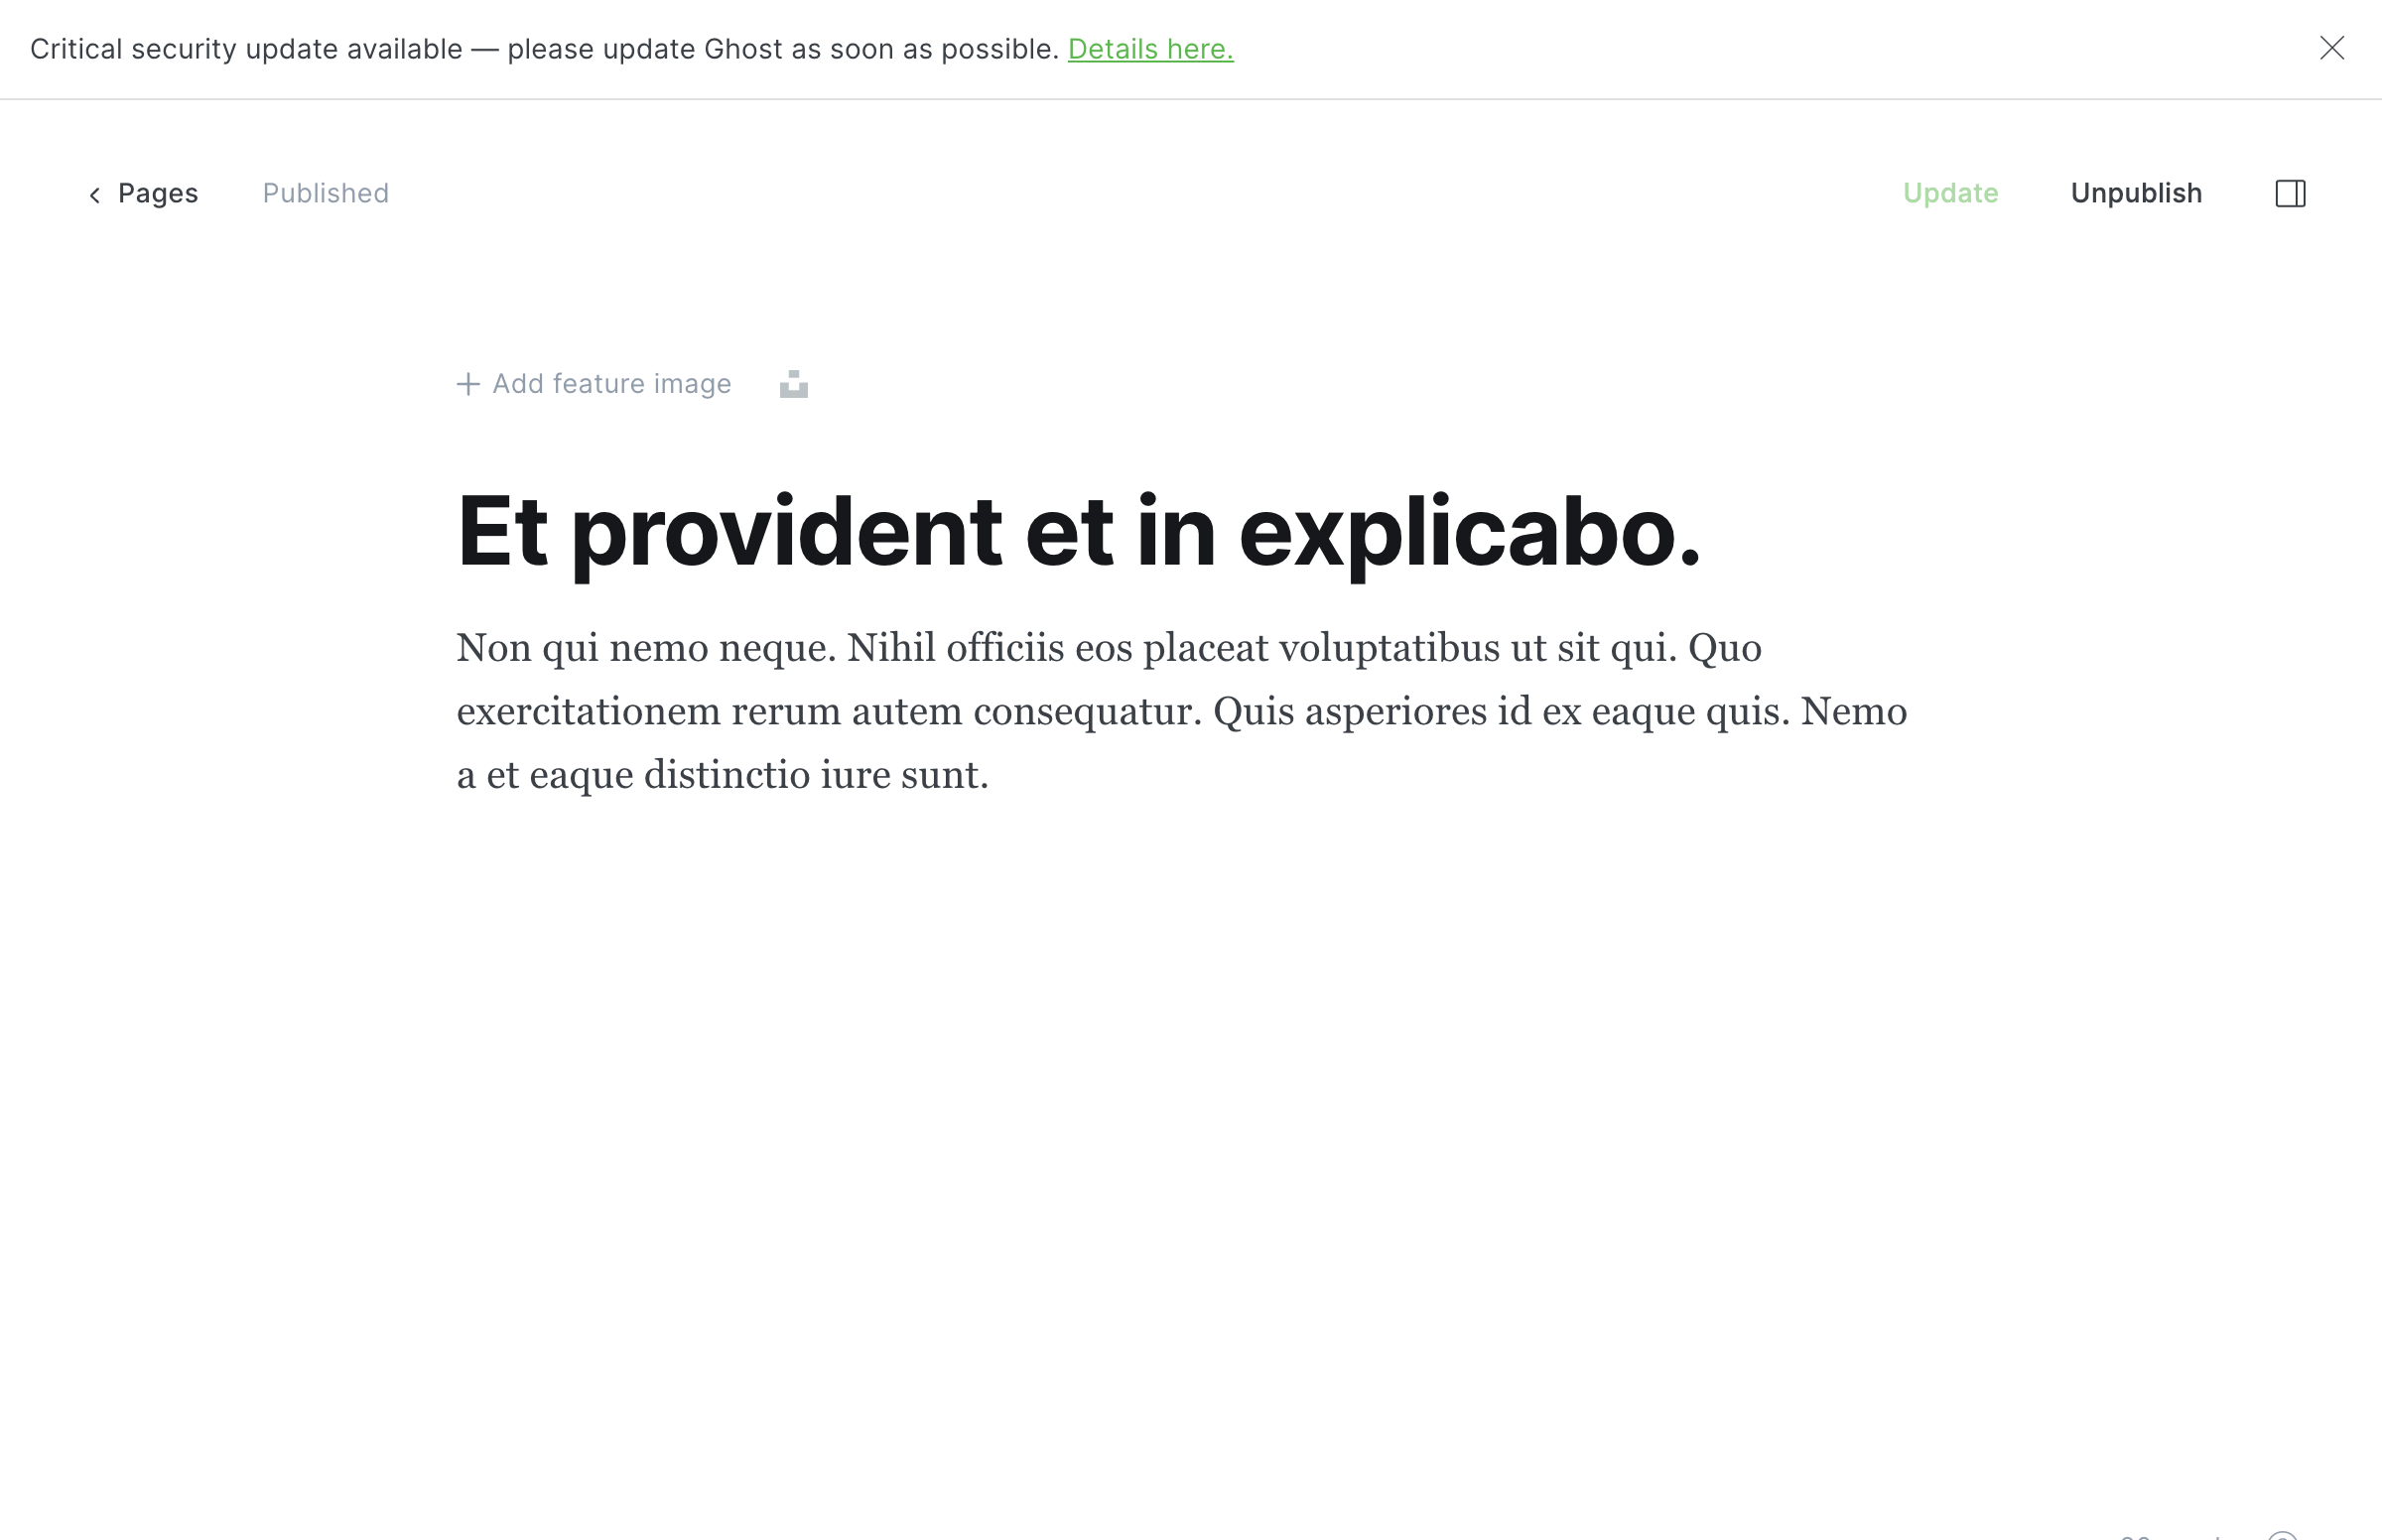 Critical security update available — please update Ghost as soon as possible. Details here.
Pages
Published
Update
Unpublish
Add feature image
Et provident et in explicabo.
Non qui nemo neque. Nihil officiis eos placeat voluptatibus ut sit qui. Quo
exercitationem rerum autem consequatur. Quis asperiores id ex eaque quis. Nemo
a et eaque distinctio iure sunt.